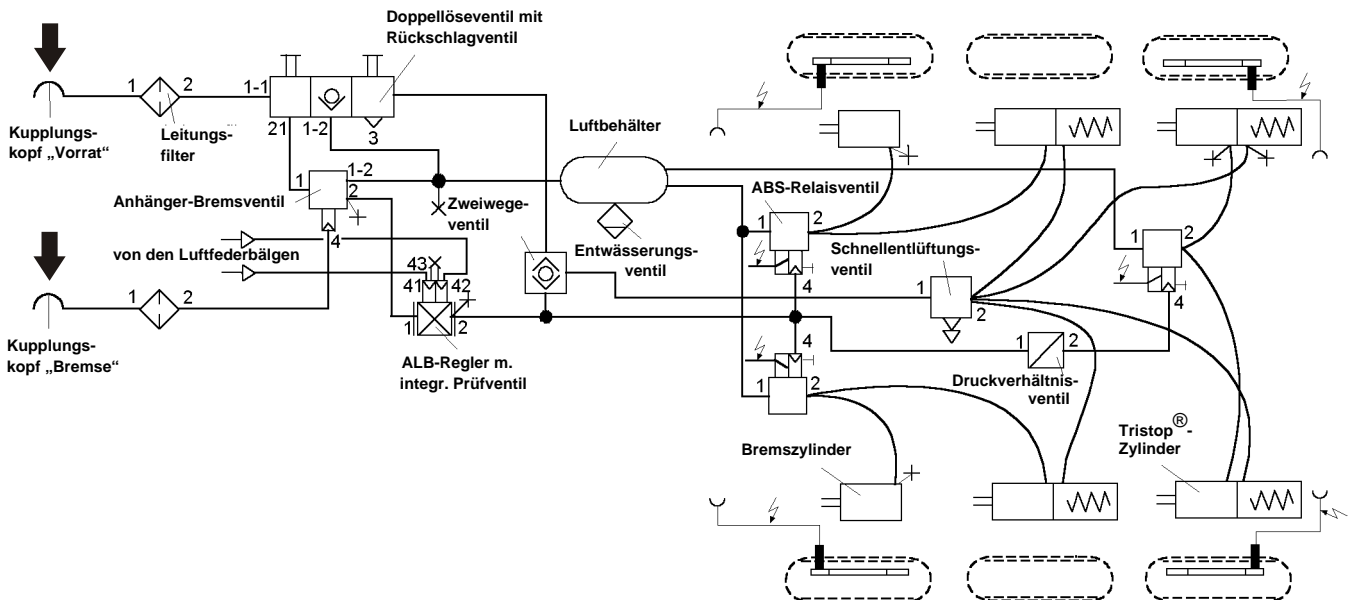 Doppellöseventil mit
Rückschlagventil
1
2
1-1
21
1-2
3
Kupplungs-
kopf „Vorrat“
Leitungs-
filter
Luftbehälter
1
1-2
2
4
Anhänger-Bremsventil
Zweiwege-
ventil
Entwässerungs-
ventil
ABS-Relaisventil
1
2
4
Schnellentlüftungs-
ventil
1
2
1
2
4
von den Luftfederbälgen
43
41
42
1
2
1
2
Kupplungs-
kopf „Bremse“
ALB-Regler m.
integr. Prüfventil
4
1
2
1
2
Druckverhältnis-
ventil
Bremszylinder
Tristop®-
Zylinder